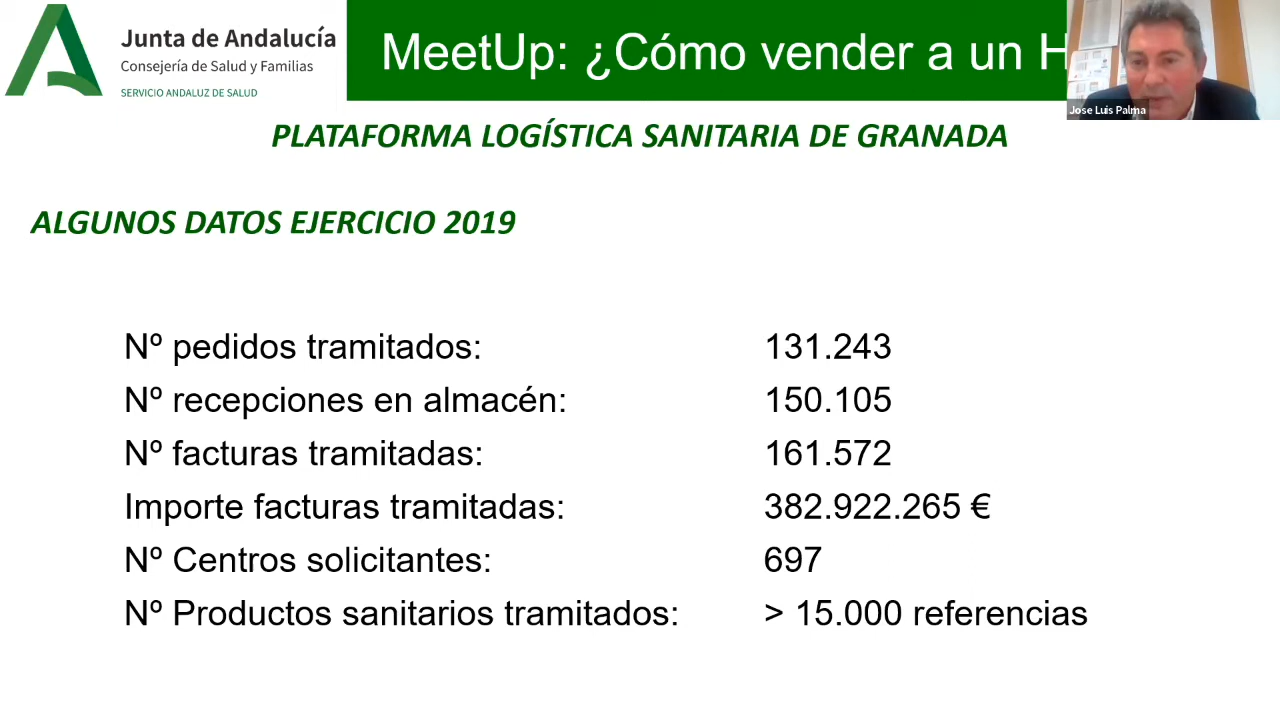 Junta de Andalucía
Consejería de Salud y Familias
SERVICIO ANDALUZ DE SALUD
MeetUp: ¿Cómo vender a un H
Jose Luis Palma
PLATAFORMA LOGÍSTICA SANITARIA DE GRANADA
ALGUNOS DATOS EJERCICIO 2019
Nº pedidos tramitados: 131.243
Nº recepciones en almacén: 150.105
Nº facturas tramitadas: 161.572
Importe facturas tramitadas: 382.922.265 €
Nº Centros solicitantes: 697
Nº Productos sanitarios tramitados: > 15.000 referencias